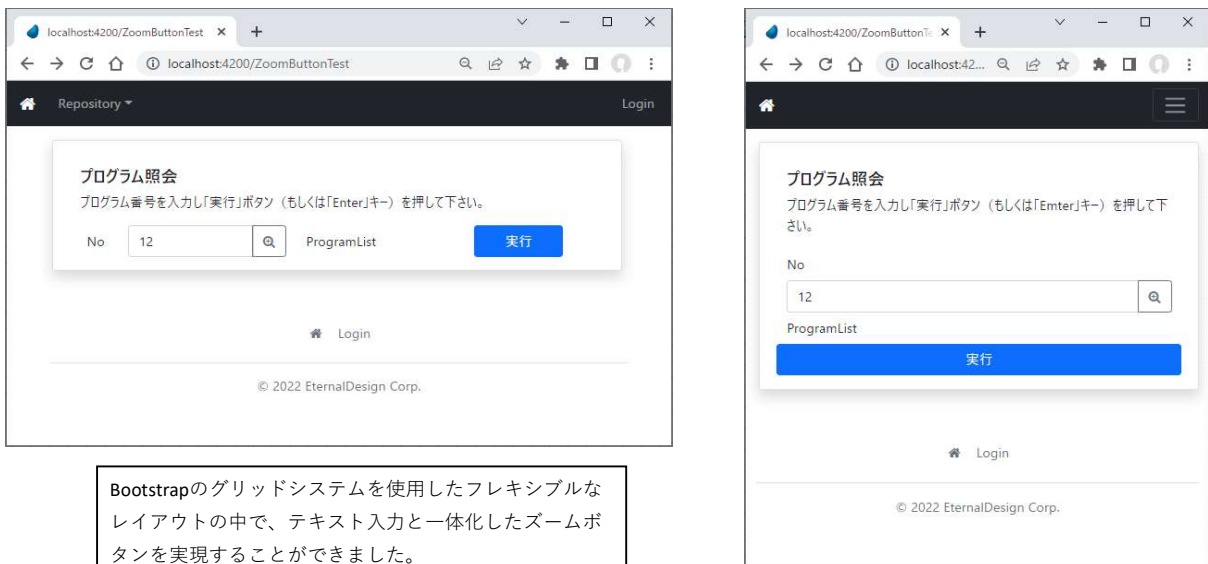 localhost:4200/ZoomButtonTest
localhost:4200/ZoomButtonTest
Repository
Login
プログラム照会
プログラム番号を入力し「実行」ボタン（もしくは「Enter」キー）を押して下さい。
No
12
ProgramList
実行
Login
© 2022 EternalDesign Corp.
Bootstrapのグリッドシステムを使用したフレキシブルな
レイアウトの中で、テキスト入力と一体化したズームボ
タンを実現することができました。
localhost:4200/ZoomButtonTe
localhost:42...
プログラム照会
プログラム番号を入力し「実行」ボタン（もしくは「Emter」キー）を押して下
さい。
No
12
ProgramList
実行
Login
© 2022 EternalDesign Corp.